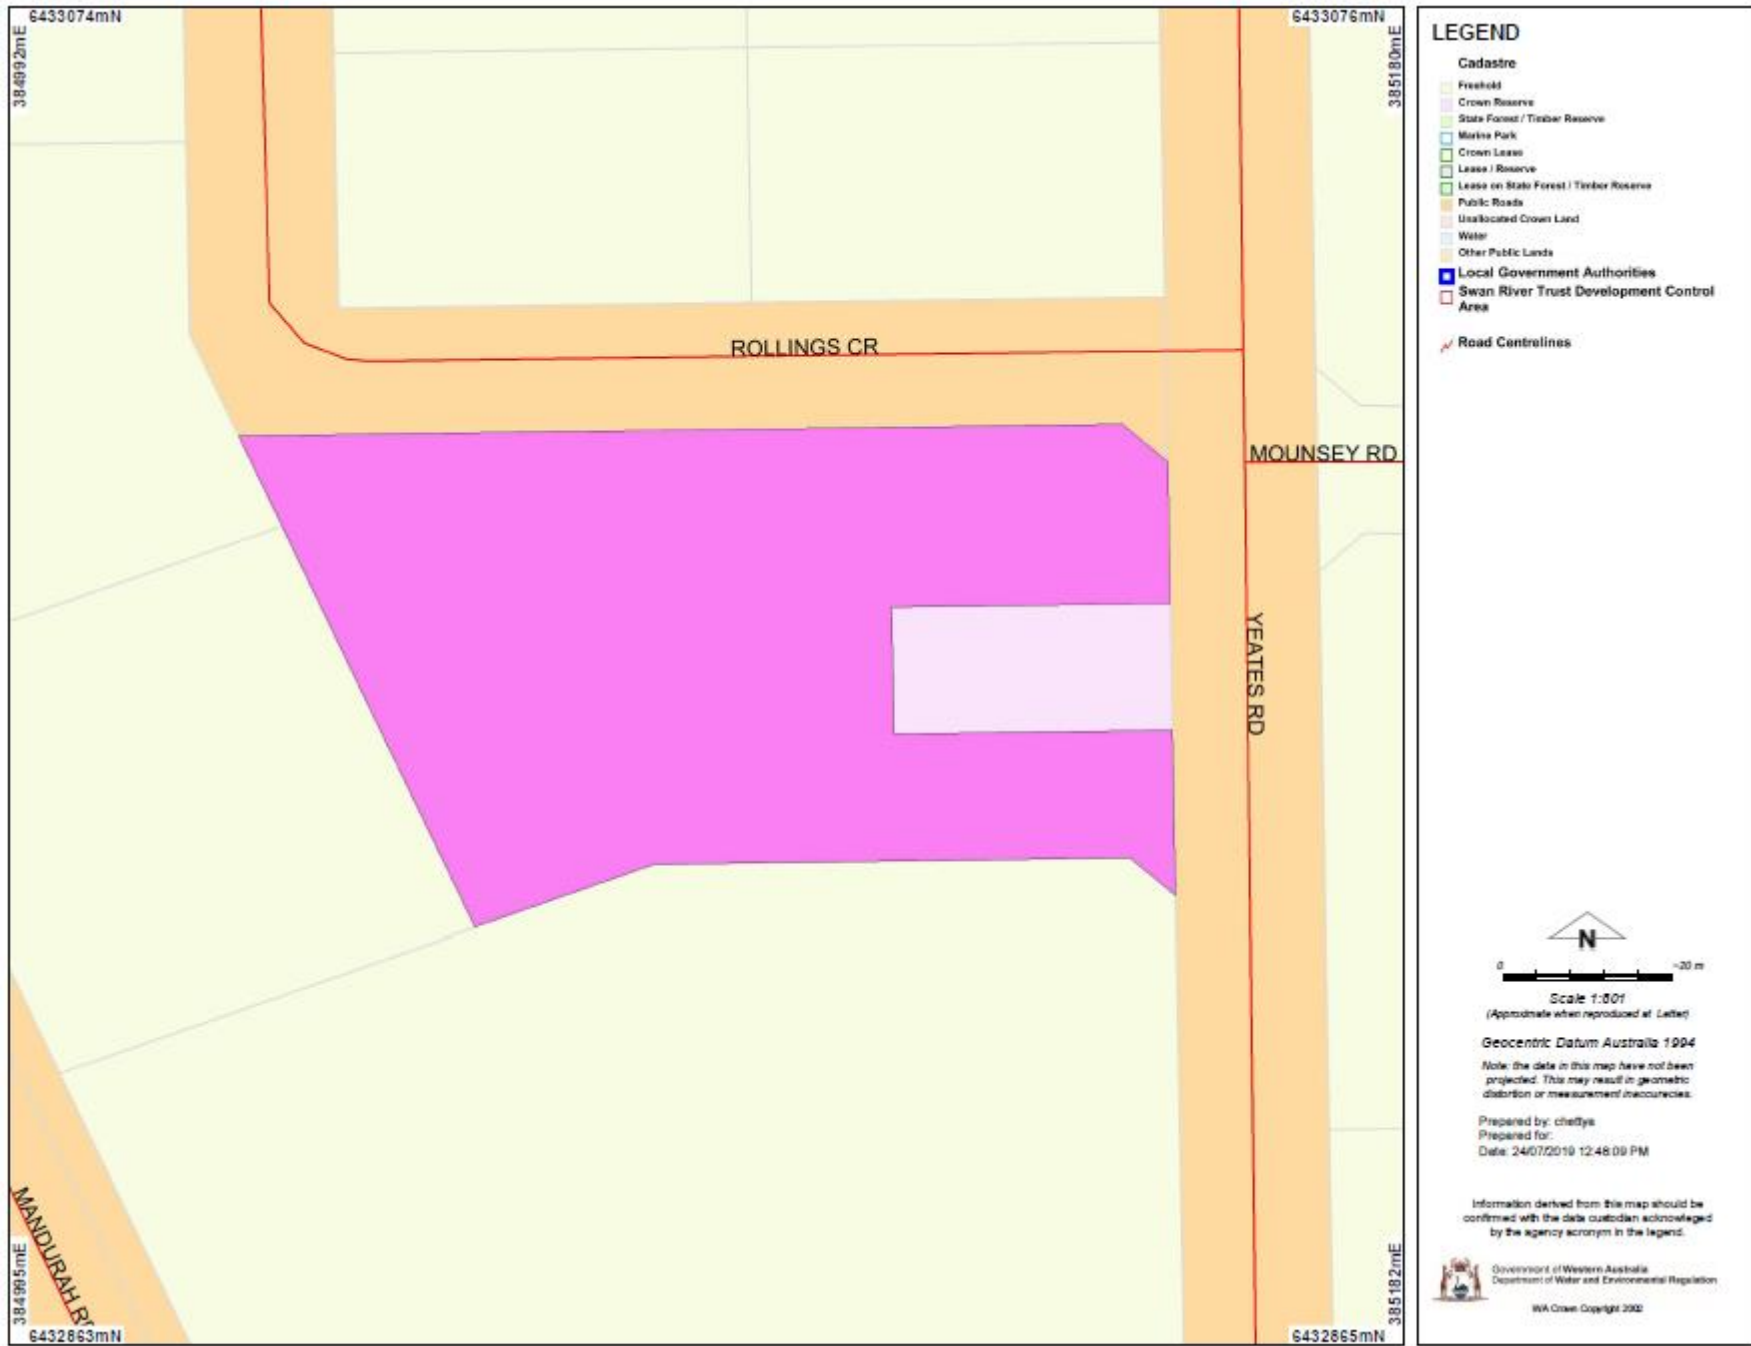 6433074mN
6433076mN
384992mE
385180mE
ROLLINGS CR
MOUNSEY RD
YEATES RD
MANDURAH RD
384995mE
385182mE
6432863mN
6432865mN
LEGEND
Cadastre
Freehold
Crown Reserve
State Forest / Timber Reserve
Marine Park
Crown Lease
Lease / Reserve
Lease on State Forest / Timber Reserve
Public Roads
Unallocated Crown Land
Water
Other Public Lands
Local Government Authorities
Swan River Trust Development Control
Area
Road Centrelines
N
0 ~20 m
Scale 1:801
(Approximate when reproduced at Letter)
Geocentric Datum Australia 1994
Note: the data in this map have not been
projected. This may result in geometric
distortion or measurement inaccuracies.
Prepared by: chettya
Prepared for:
Date: 24/07/2019 12:48:09 PM
Information derived from this map should be
confirmed with the data custodian acknowleged
by the agency acronym in the legend.
Government of Western Australia
Department of Water and Environmental Regulation
WA Crown Copyright 2002